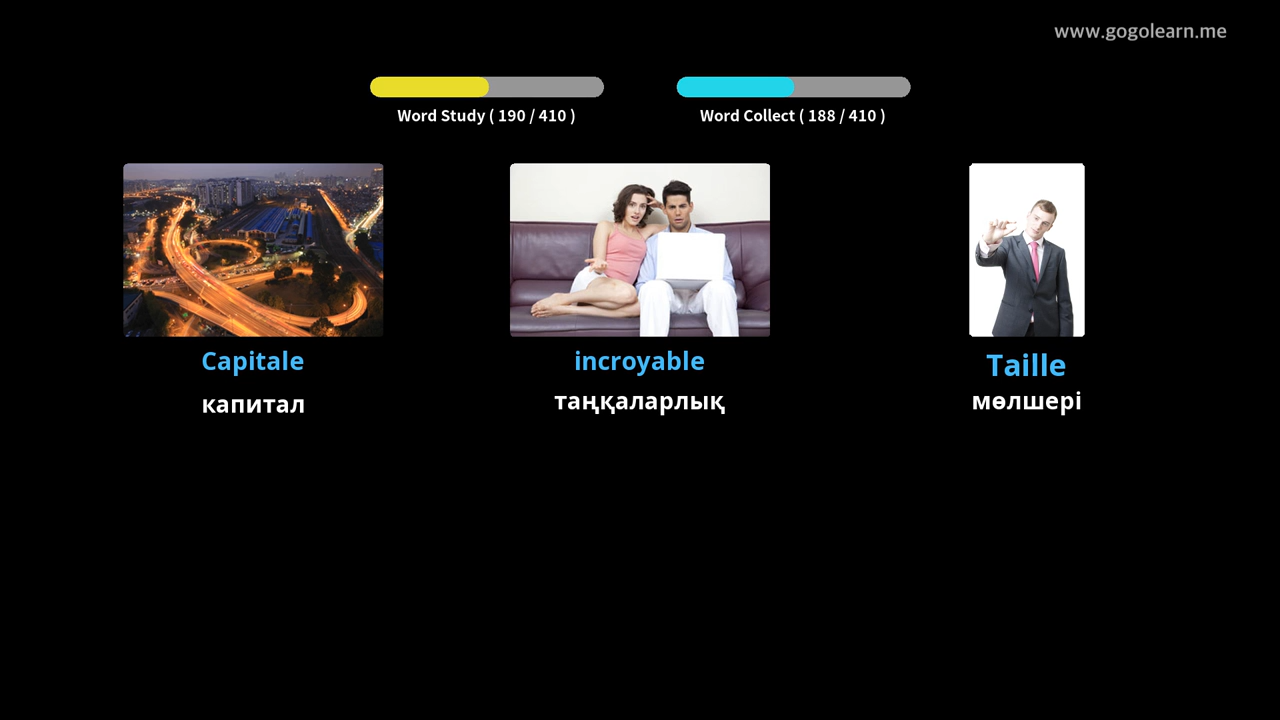 www.gogolearn.me
Word Study ( 190 / 410 )
Word Collect ( 188 / 410 )
Capitale
капитал
incroyable
таңқаларлық
Taille
мөлшері